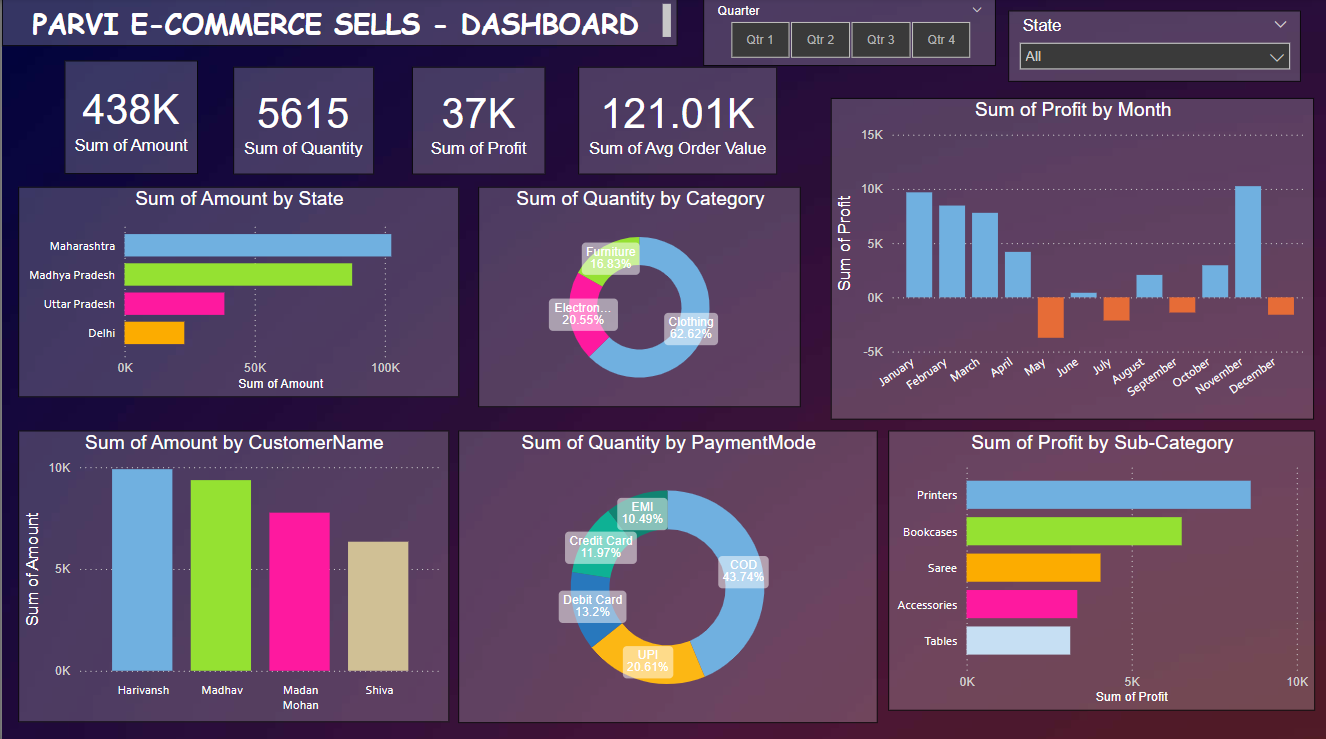 PARVI E-COMMERCE SELLS - DASHBOARD
Quarter
Qtr 1
Qtr 2
Qtr 3
Qtr 4
State
All
438K
Sum of Amount
5615
Sum of Quantity
37K
Sum of Profit
121.01K
Sum of Avg Order Value
Sum of Profit by Month
Sum of Profit
15K
10K
5K
0K
-5K
January
February
March
April
May
June
July
August
September
October
November
December
Sum of Amount by State
Maharashtra
Madhya Pradesh
Uttar Pradesh
Delhi
0K
50K
100K
Sum of Amount
Sum of Quantity by Category
Furniture
16.83%
Electron...
20.55%
Clothing
62.62%
Sum of Amount by CustomerName
Sum of Amount
10K
5K
0K
Harivansh
Madhav
Madan
Mohan
Shiva
Sum of Quantity by PaymentMode
EMI
10.49%
Credit Card
11.97%
COD
43.74%
Debit Card
13.2%
UPI
20.61%
Sum of Profit by Sub-Category
Printers
Bookcases
Saree
Accessories
Tables
0K
5K
10K
Sum of Profit